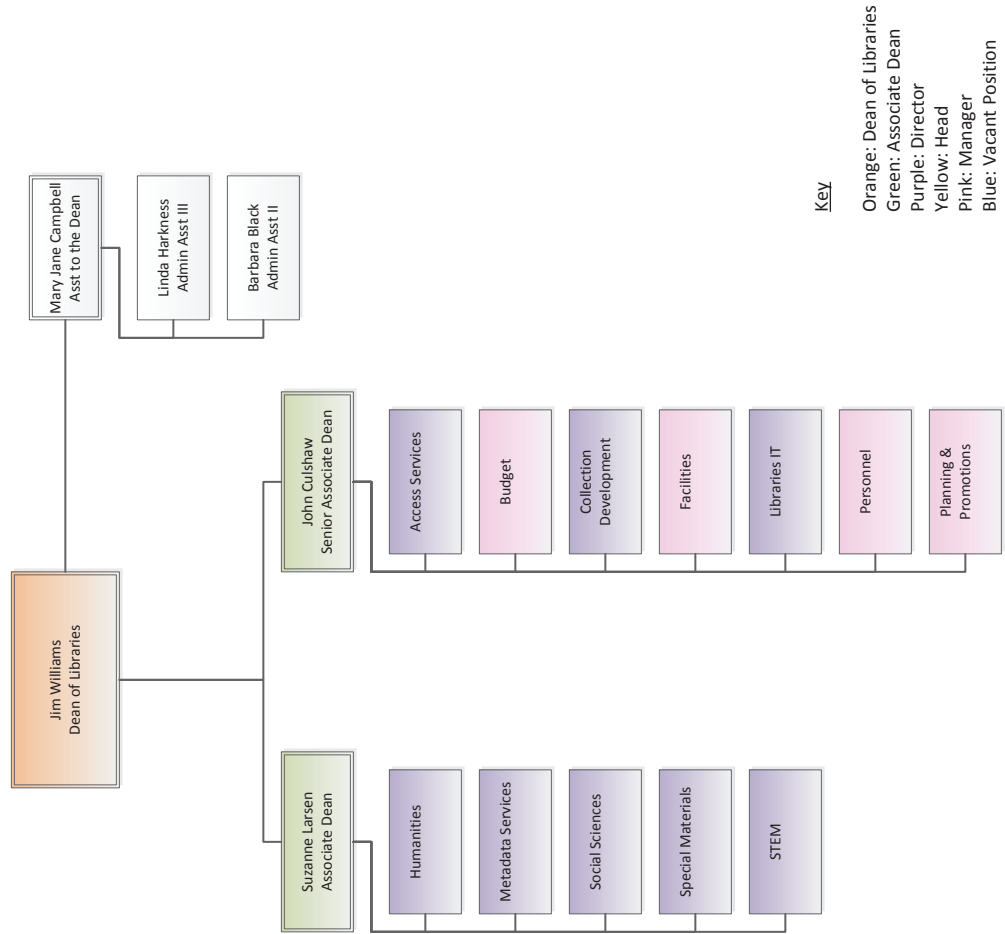 Jim Williams
Dean of Libraries
Mary Jane Campbell
Asst to the Dean
Linda Harkness
Admin Asst III
Barbara Black
Admin Asst II
Suzanne Larsen
Associate Dean
Humanities
Metadata Services
Social Sciences
Special Materials
STEM
John Culshaw
Senior Associate Dean
Access Services
Budget
Collection
Development
Facilities
Libraries IT
Personnel
Planning &
Promotions
Key
Orange: Dean of Libraries
Green: Associate Dean
Purple: Director
Yellow: Head
Pink: Manager
Blue: Vacant Position